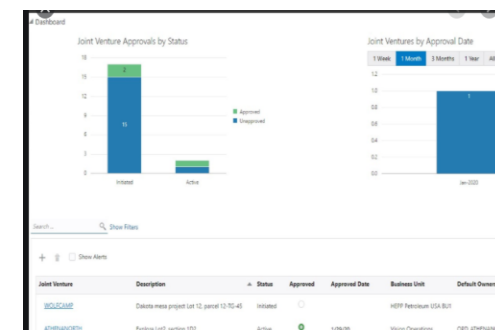 Dashboard
Joint Venture Approvals by Status
Joint Ventures by Approval Date
1 Week 1 Month 3 Months 1 Year
18
15
12
9
6
3
0
2
15
Approved
Unapproved
Initiated Active
1.2
1.0
0.8
0.6
0.4
0.2
0.0
1
Jan-2020
Search... Show Filters
Show Alerts
Joint Venture Description Status Approved Approved Date Business Unit Default Owner
WOLFCAMP Dakota mesa project Lot 12, parcel 12-TG-45 Initiated HEPP Petroleum USA BUY
Active Vision Operations